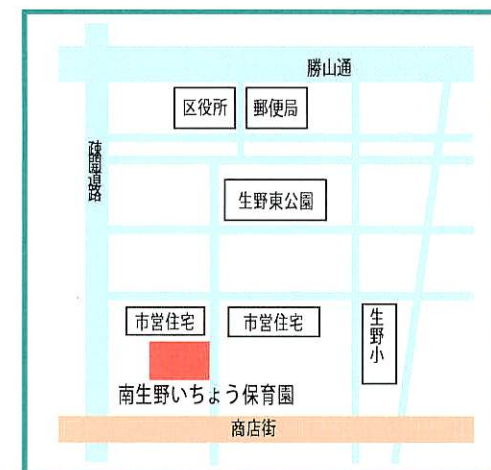 勝山通
区役所
郵便局
疎開道路
生野東公園
市営住宅
市営住宅
生野小
南生野いちょう保育園
商店街